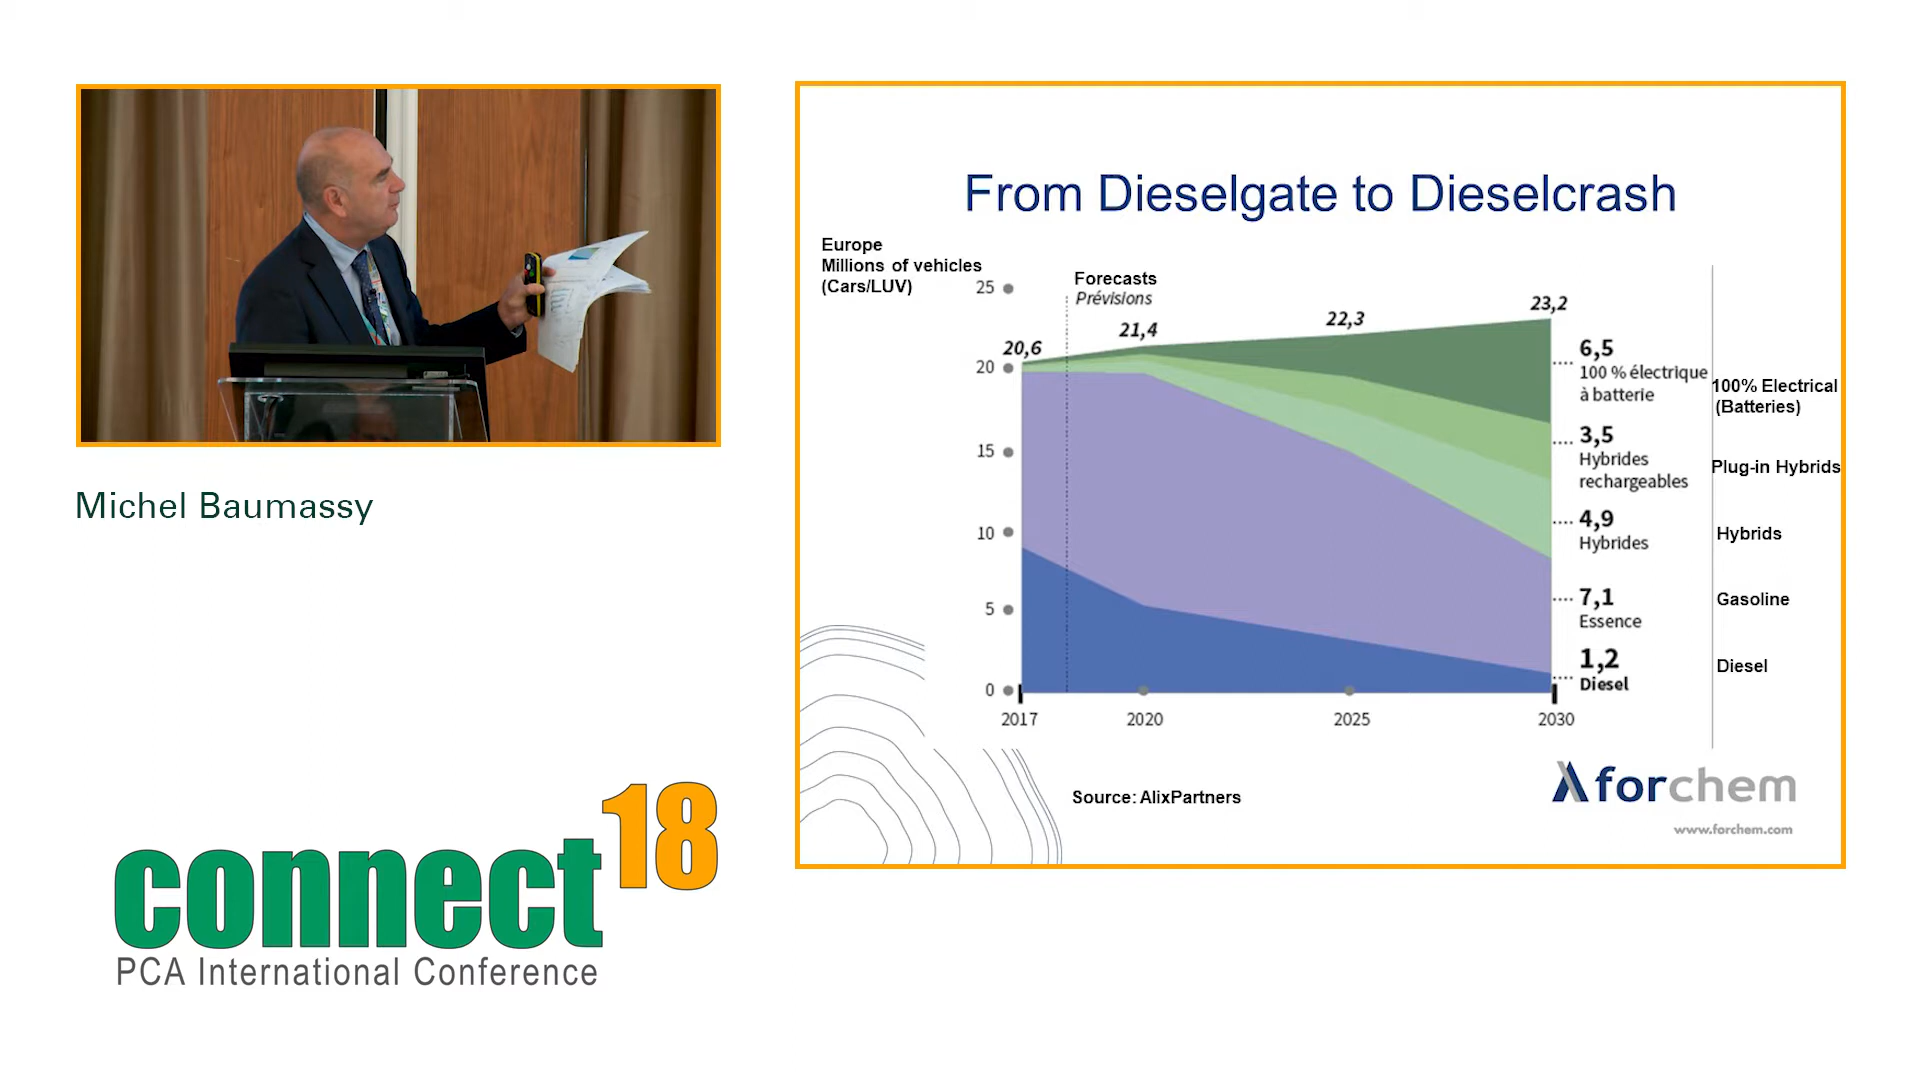 Michel Baumassy
connect18
PCA International Conference
From Dieselgate to Dieselcrash
Europe
Millions of vehicles
(Cars/LUV)
Forecasts
Prévisions
25
20
15
10
5
0
20,6
21,4
22,3
23,2
2017
2020
2025
2030
6,5
100 % électrique
à batterie
3,5
Hybrides
rechargeables
4,9
Hybrides
7,1
Essence
1,2
Diesel
100% Electrical
(Batteries)
Plug-in Hybrids
Hybrids
Gasoline
Diesel
Source: AlixPartners
forchem
www.forchem.com